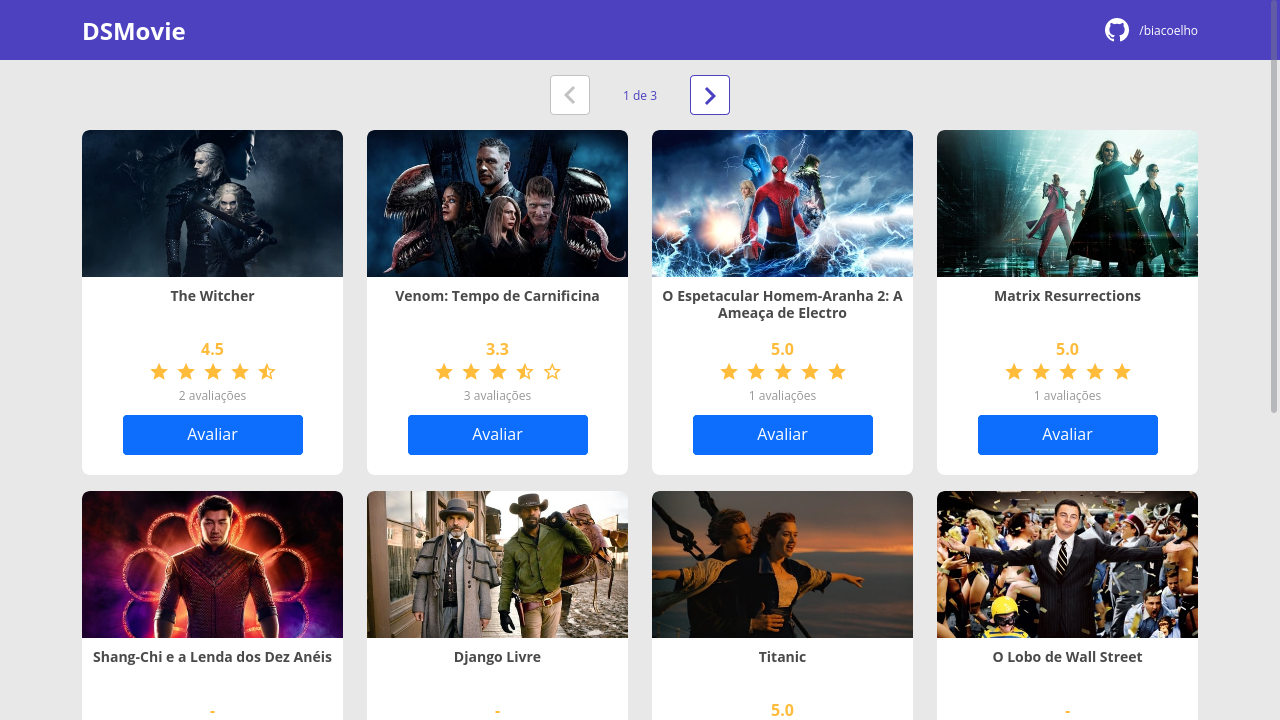 DSMovie
/biacoelho
1 de 3
The Witcher
4.5
2 avaliações
Avaliar
Venom: Tempo de Carnificina
3.3
3 avaliações
Avaliar
O Espetacular Homem-Aranha 2: A
Ameaça de Electro
5.0
1 avaliações
Avaliar
Matrix Resurrections
5.0
1 avaliações
Avaliar
Shang-Chi e a Lenda dos Dez Anéis
-
Django Livre
-
Titanic
5.0
O Lobo de Wall Street
-